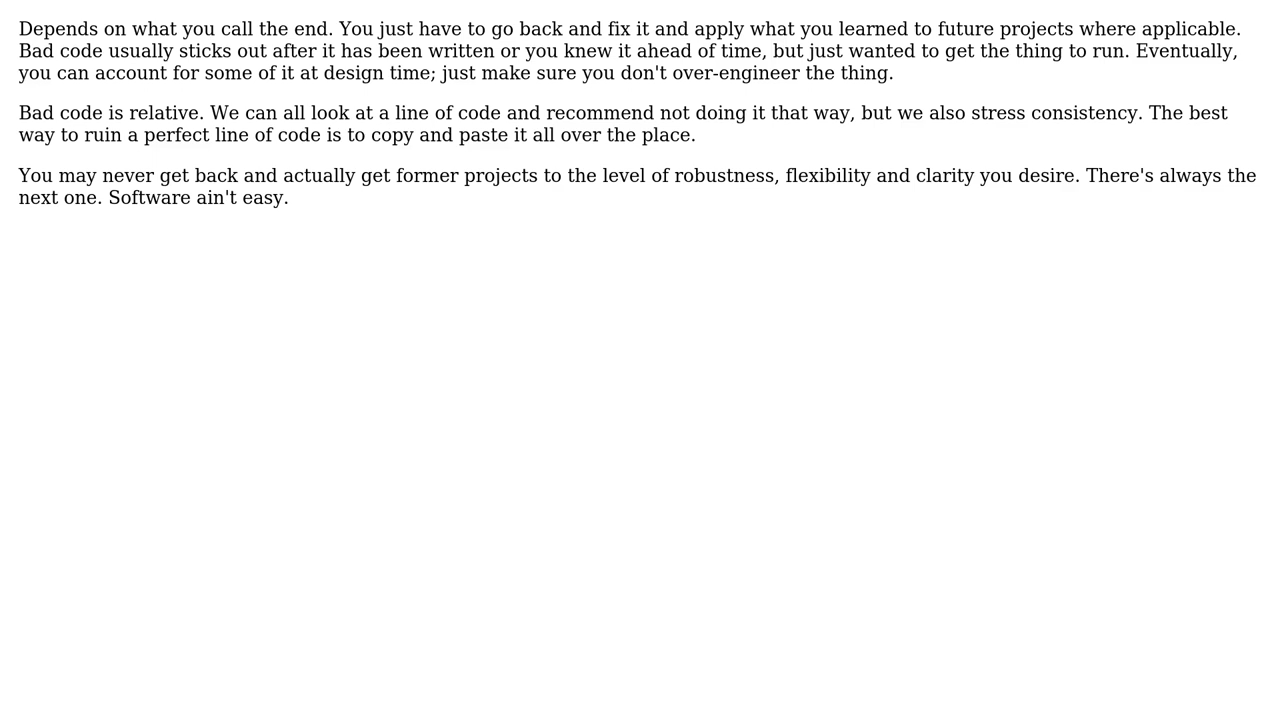 Depends on what you call the end. You just have to go back and fix it and apply what you learned to future projects where applicable.
Bad code usually sticks out after it has been written or you knew it ahead of time, but just wanted to get the thing to run. Eventually,
you can account for some of it at design time; just make sure you don't over-engineer the thing.
Bad code is relative. We can all look at a line of code and recommend not doing it that way, but we also stress consistency. The best
way to ruin a perfect line of code is to copy and paste it all over the place.
You may never get back and actually get former projects to the level of robustness, flexibility and clarity you desire. There's always the
next one. Software ain't easy.